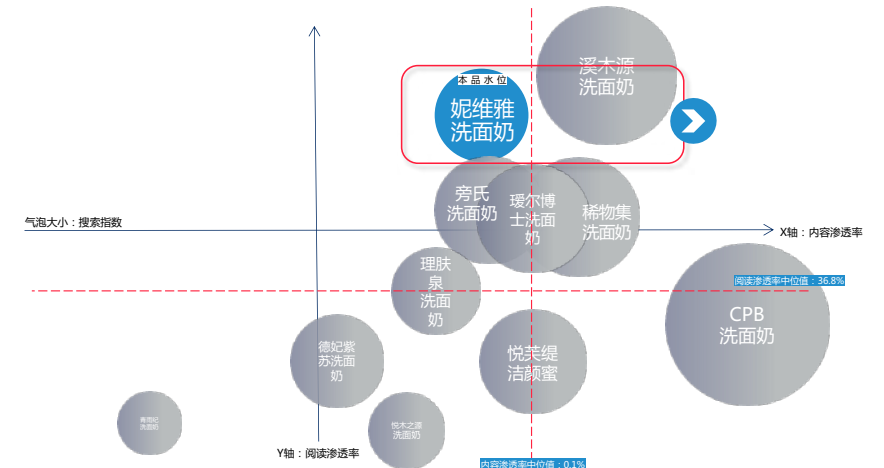 溪木源
洗面奶
本品水位
妮维雅
洗面奶
旁氏
洗面奶
瑷尔博
士洗面
奶
稀物集
洗面奶
气泡大小：搜索指数
X轴：内容渗透率
理肤
泉
洗面
奶
阅读渗透率中位值：36.8%
CPB
洗面奶
德妃紫
苏洗面
奶
悦芙缇
洁颜蜜
洗面奶
悦木之源
洗面奶
Y轴：阅读渗透率
内容渗透率中位值：0.1%